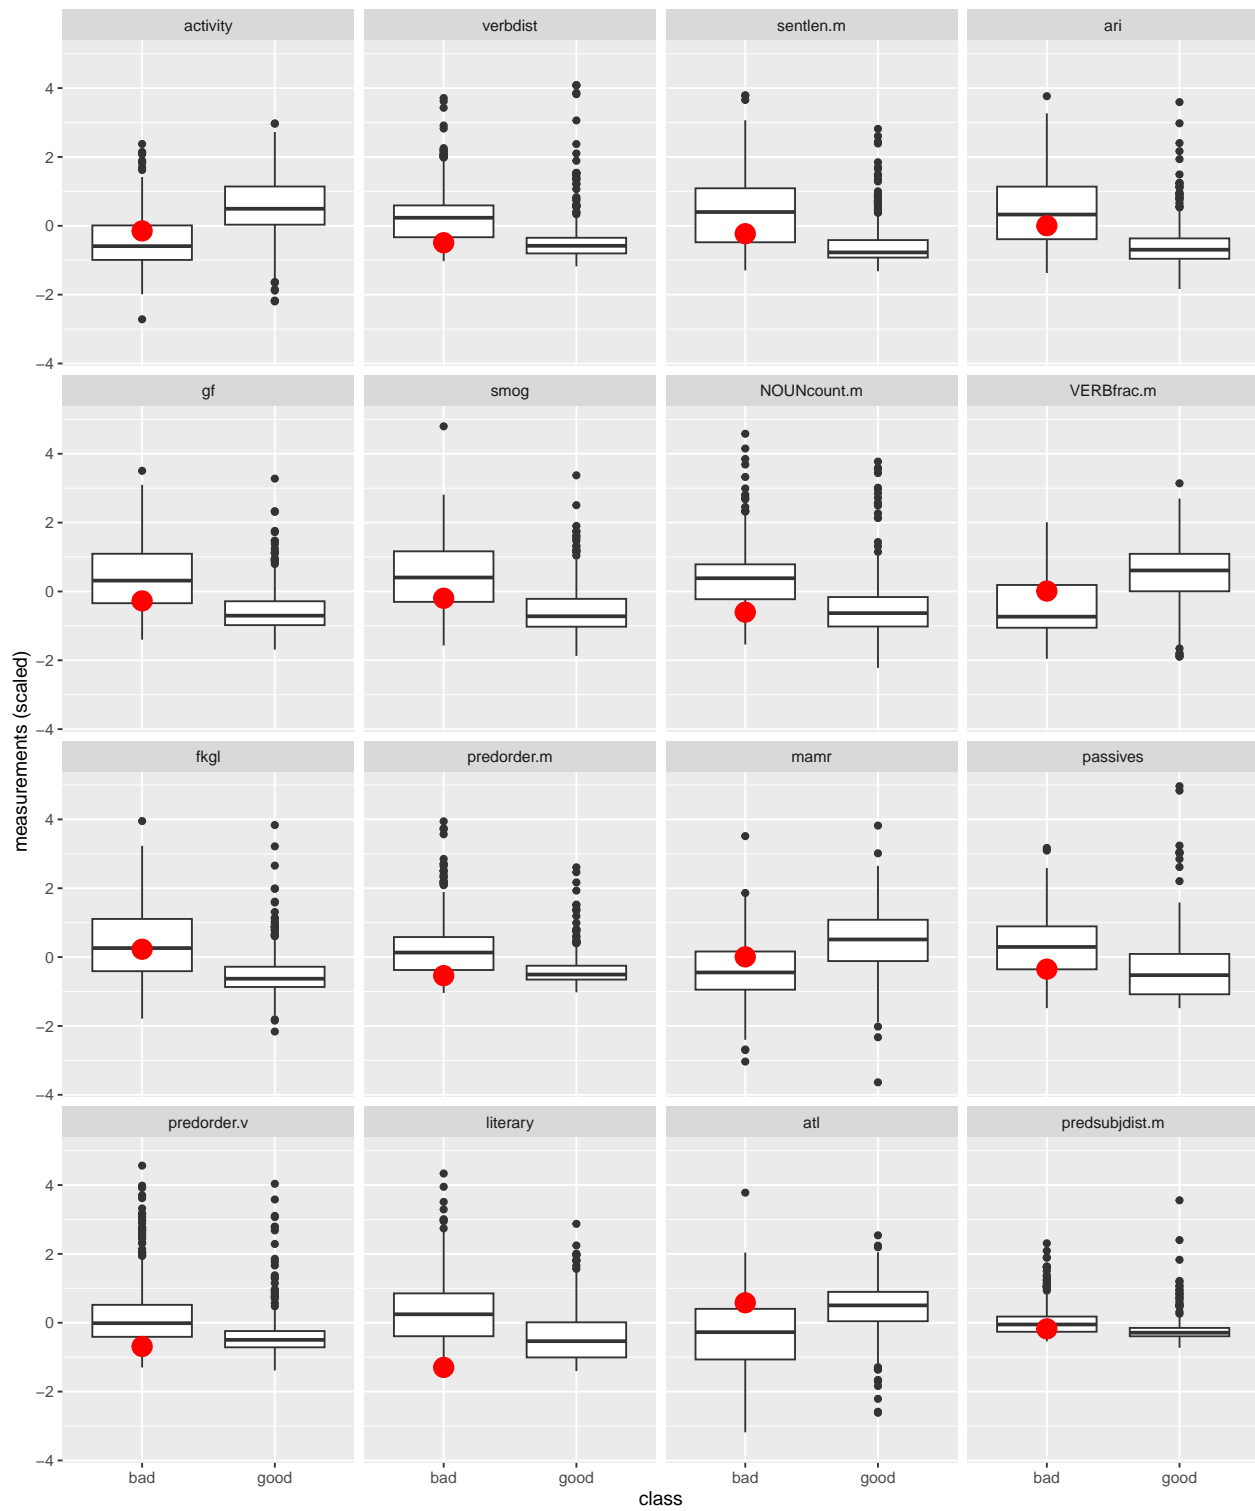 activity verbdist sentlen.m ari
4
2
0
−2
−4
gf smog NOUNcount.m VERBfrac.m
4
2
0
−2
−4
measurements (scaled)
fkgl predorder.m mamr passives
4
2
0
−2
−4
predorder.v literary atl predsubjdist.m
4
2
0
−2
−4
bad good bad good bad good bad good
class